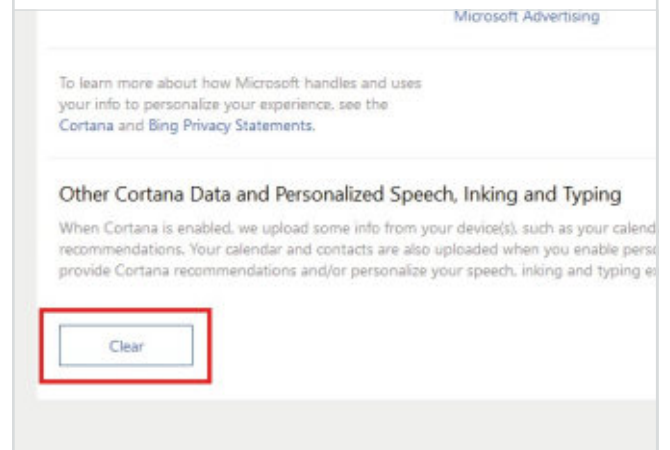 Microsoft Advertising
To learn more about how Microsoft handles and uses
your info to personalize your experience, see the
Cortana and Bing Privacy Statements.
Other Cortana Data and Personalized Speech, Inking and Typing
When Cortana is enabled, we upload some info from your device(s), such as your calend
recommendations. Your calendar and contacts are also uploaded when you enable pers
provide Cortana recommendations and/or personalize your speech, inking and typing e
Clear